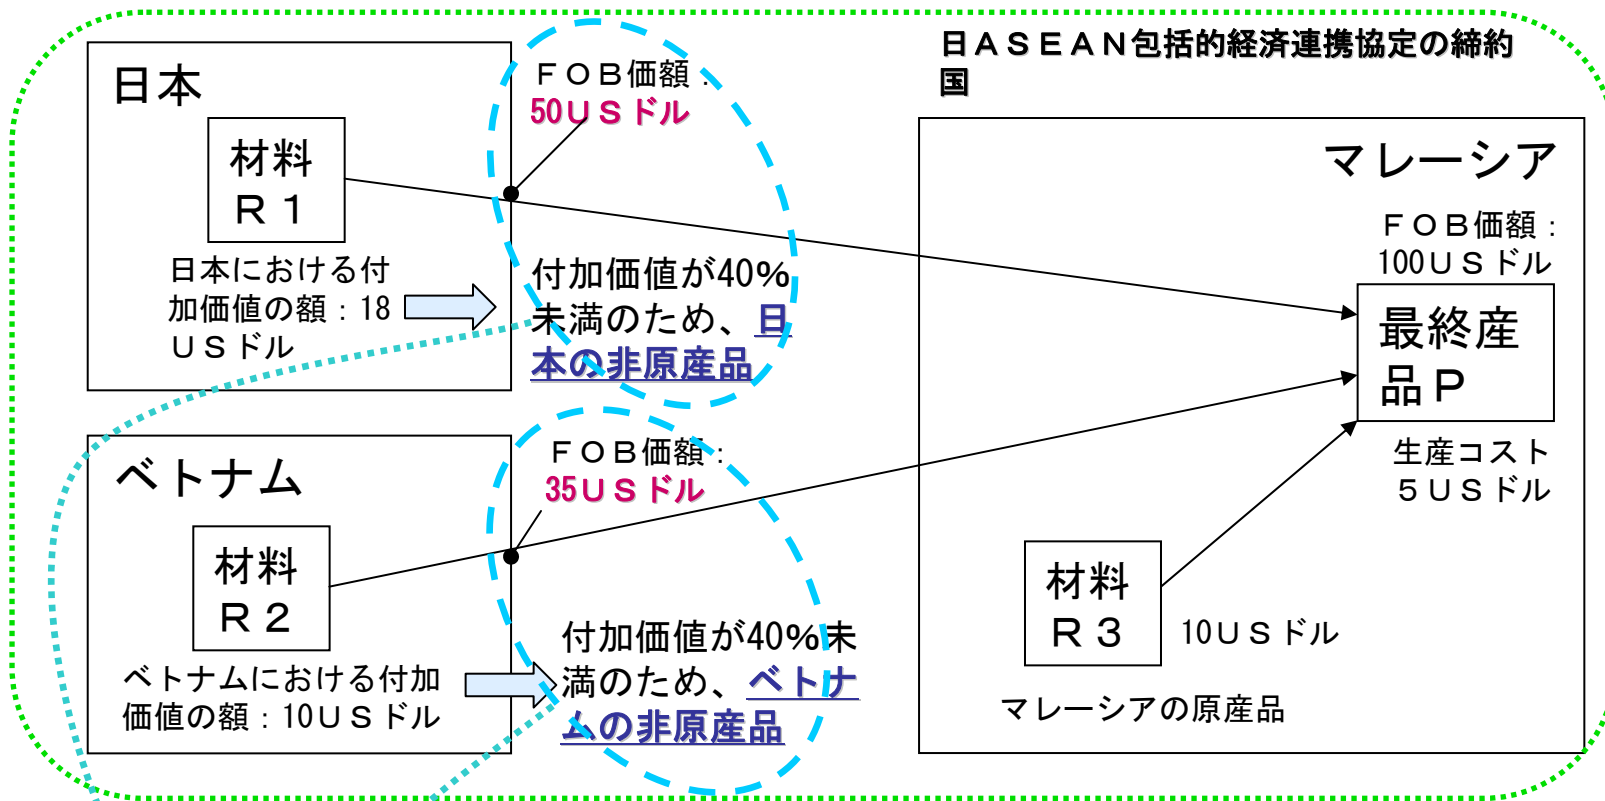 日ＡＳＥＡＮ包括的経済連携協定の締約
国
日本
材料
Ｒ１
日本における付
加価値の額：18
ＵＳドル
ＦＯＢ価額：
50ＵＳドル
付加価値が40%
未満のため、日
本の非原産品
ベトナム
材料
Ｒ２
ベトナムにおける付加
価値の額：10ＵＳドル
ＦＯＢ価額：
35ＵＳドル
付加価値が40%未
満のため、ベトナ
ムの非原産品
マレーシア
ＦＯＢ価額：
100ＵＳドル
最終産
品Ｐ
生産コスト
５ＵＳドル
材料
Ｒ３
10ＵＳドル
マレーシアの原産品